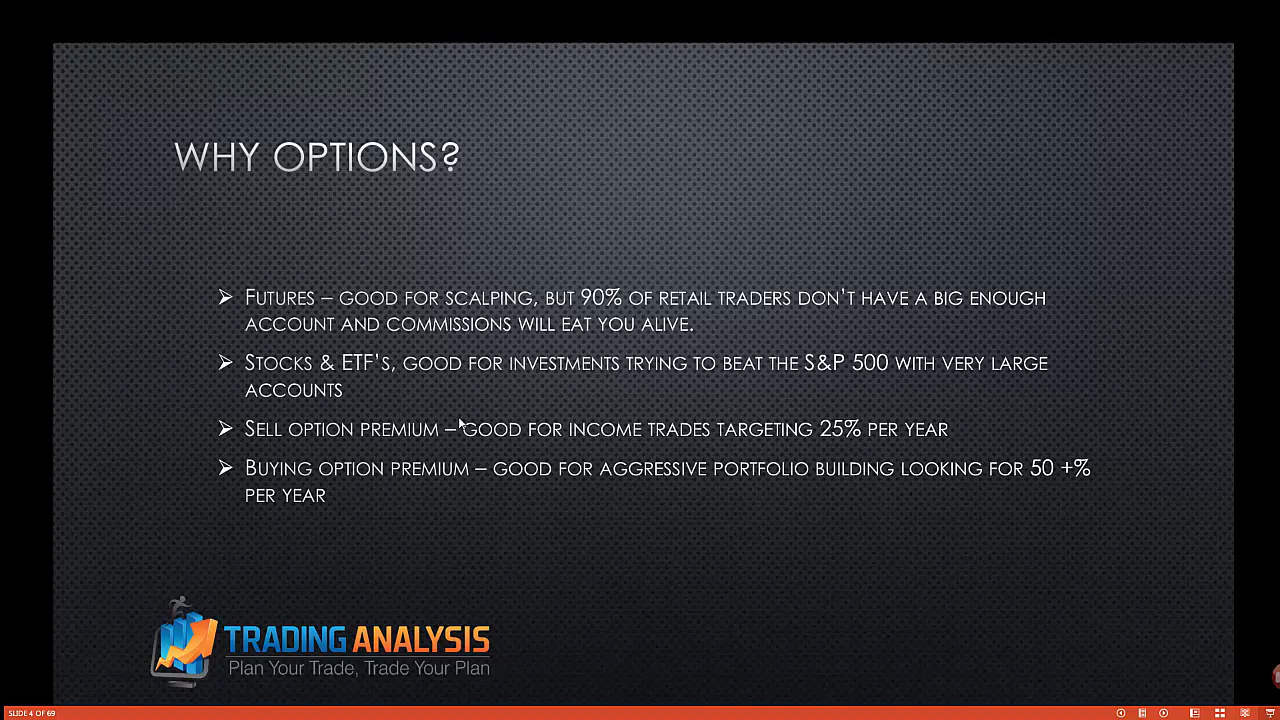 WHY OPTIONS?
FUTURES – GOOD FOR SCALPING, BUT 90% OF RETAIL TRADERS DON'T HAVE A BIG ENOUGH
ACCOUNT AND COMMISSIONS WILL EAT YOU ALIVE.
STOCKS & ETF'S, GOOD FOR INVESTMENTS TRYING TO BEAT THE S&P 500 WITH VERY LARGE
ACCOUNTS
SELL OPTION PREMIUM – GOOD FOR INCOME TRADES TARGETING 25% PER YEAR
BUYING OPTION PREMIUM – GOOD FOR AGGRESSIVE PORTFOLIO BUILDING LOOKING FOR 50 +%
PER YEAR
TRADING ANALYSIS
Plan Your Trade, Trade Your Plan
SLIDE 4 OF 69